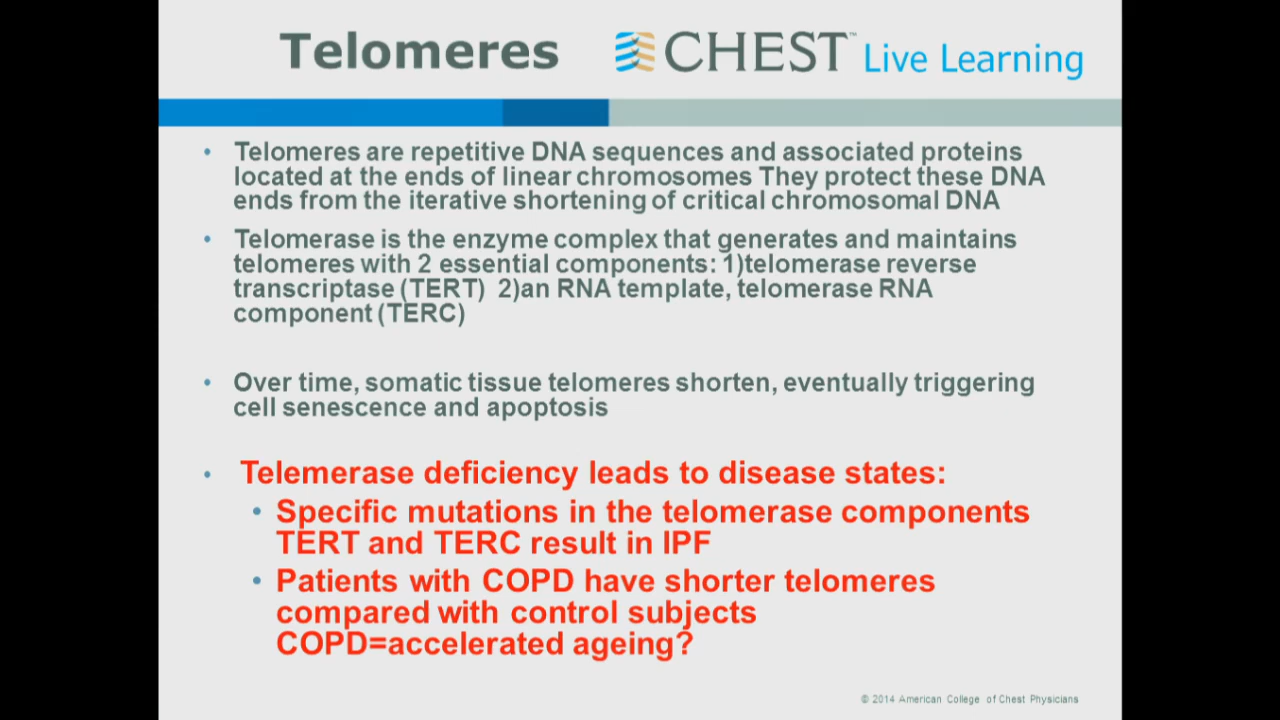 Telomeres
CHEST™ Live Learning
• Telomeres are repetitive DNA sequences and associated proteins
located at the ends of linear chromosomes They protect these DNA
ends from the iterative shortening of critical chromosomal DNA
• Telomerase is the enzyme complex that generates and maintains
telomeres with 2 essential components: 1)telomerase reverse
transcriptase (TERT) 2)an RNA template, telomerase RNA
component (TERC)
• Over time, somatic tissue telomeres shorten, eventually triggering
cell senescence and apoptosis
• Telemerase deficiency leads to disease states:
• Specific mutations in the telomerase components
TERT and TERC result in IPF
• Patients with COPD have shorter telomeres
compared with control subjects
COPD=accelerated ageing?
© 2014 American College of Chest Physicians